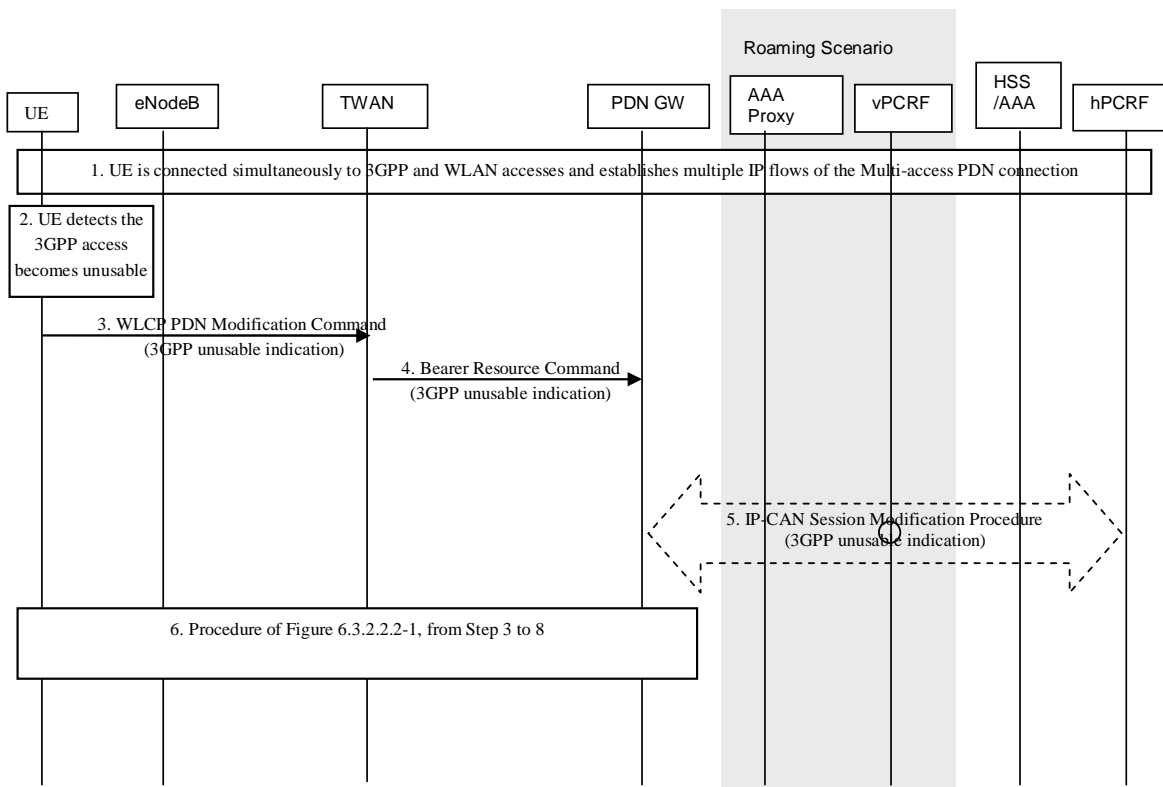 Roaming Scenario
UE
eNodeB
TWAN
PDN GW
AAA
Proxy
vPCRF
HSS
/AAA
hPCRF
1. UE is connected simultaneously to 3GPP and WLAN accesses and establishes multiple IP flows of the Multi-access PDN connection
2. UE detects the
3GPP access
becomes unusable
3. WLCP PDN Modification Command
(3GPP unusable indication)
4. Bearer Resource Command
(3GPP unusable indication)
5. IP-CAN Session Modification Procedure
(3GPP unusable indication)
6. Procedure of Figure 6.3.2.2.2-1, from Step 3 to 8